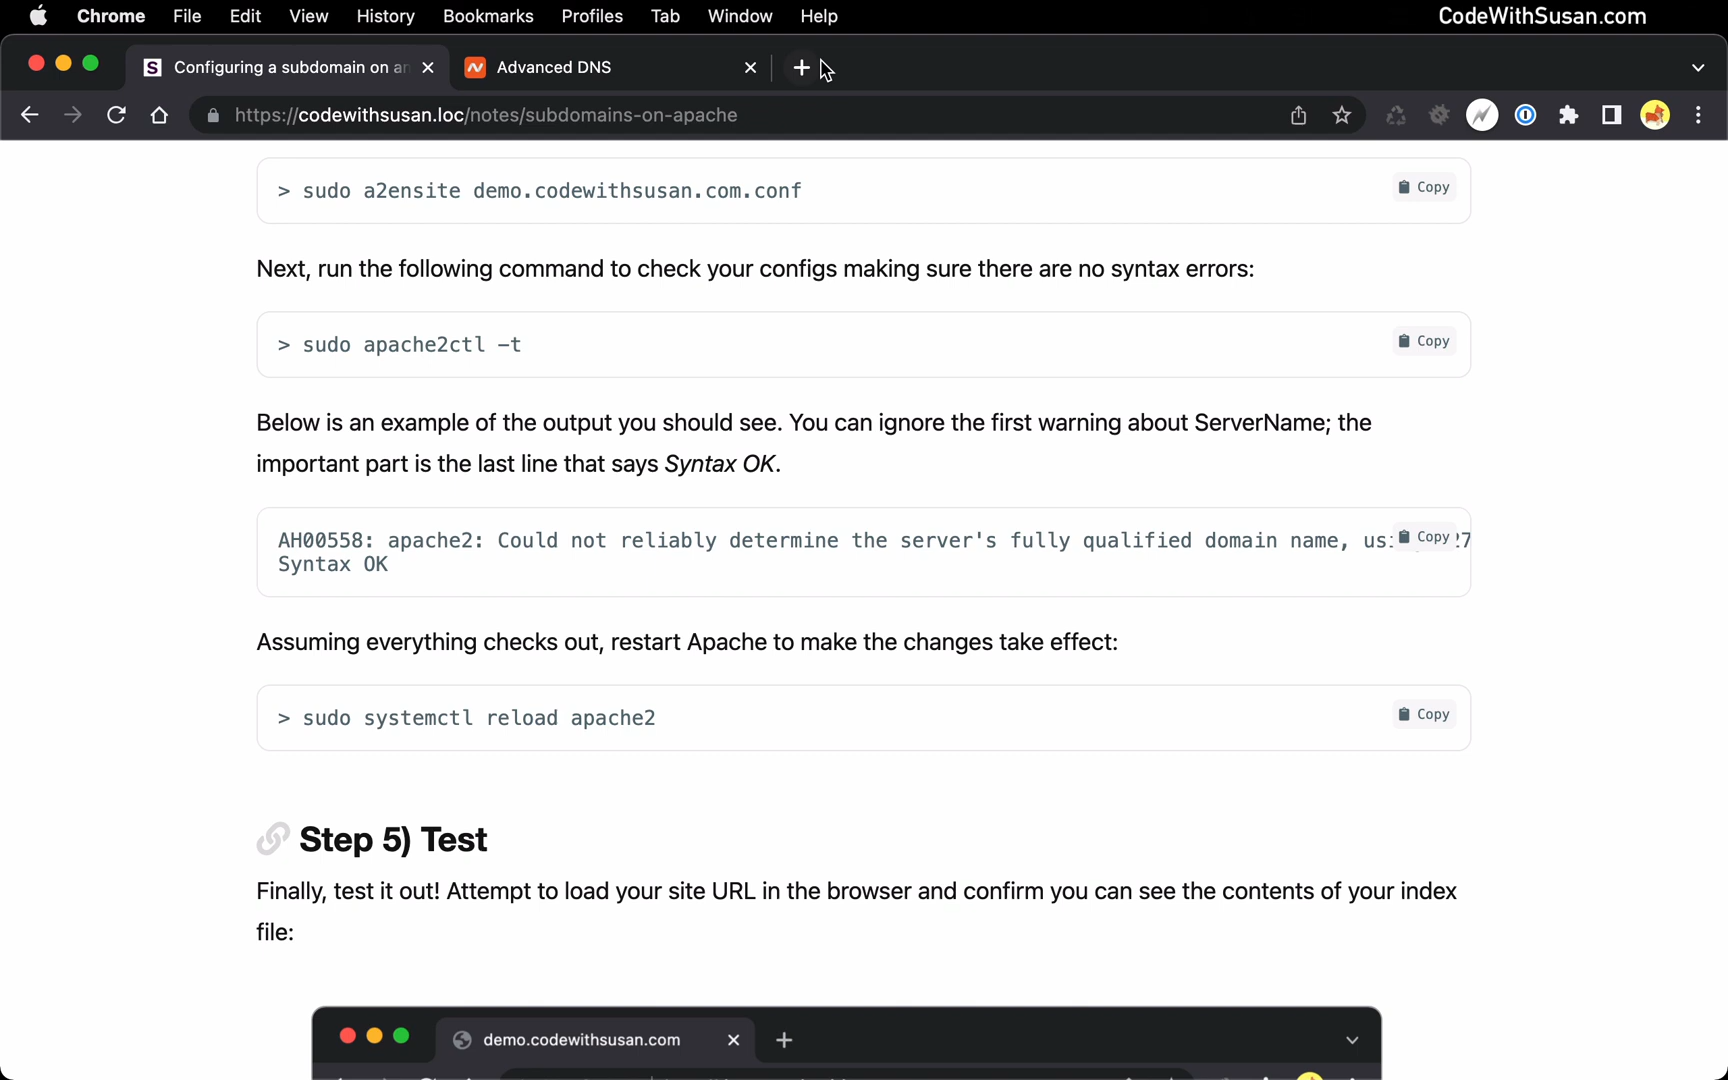 Chrome File Edit View History Bookmarks Profiles Tab Window Help CodeWithSusan.com
S Configuring a subdomain on an Advanced DNS
https://codewithsusan.loc/notes/subdomains-on-apache
> sudo a2ensite demo.codewithsusan.com.conf Copy
Next, run the following command to check your configs making sure there are no syntax errors:
> sudo apache2ctl -t Copy
Below is an example of the output you should see. You can ignore the first warning about ServerName; the
important part is the last line that says Syntax OK.
AH00558: apache2: Could not reliably determine the server's fully qualified domain name, Copy
Syntax OK
Assuming everything checks out, restart Apache to make the changes take effect:
> sudo systemctl reload apache2 Copy
Step 5) Test
Finally, test it out! Attempt to load your site URL in the browser and confirm you can see the contents of your index
file:
demo.codewithsusan.com